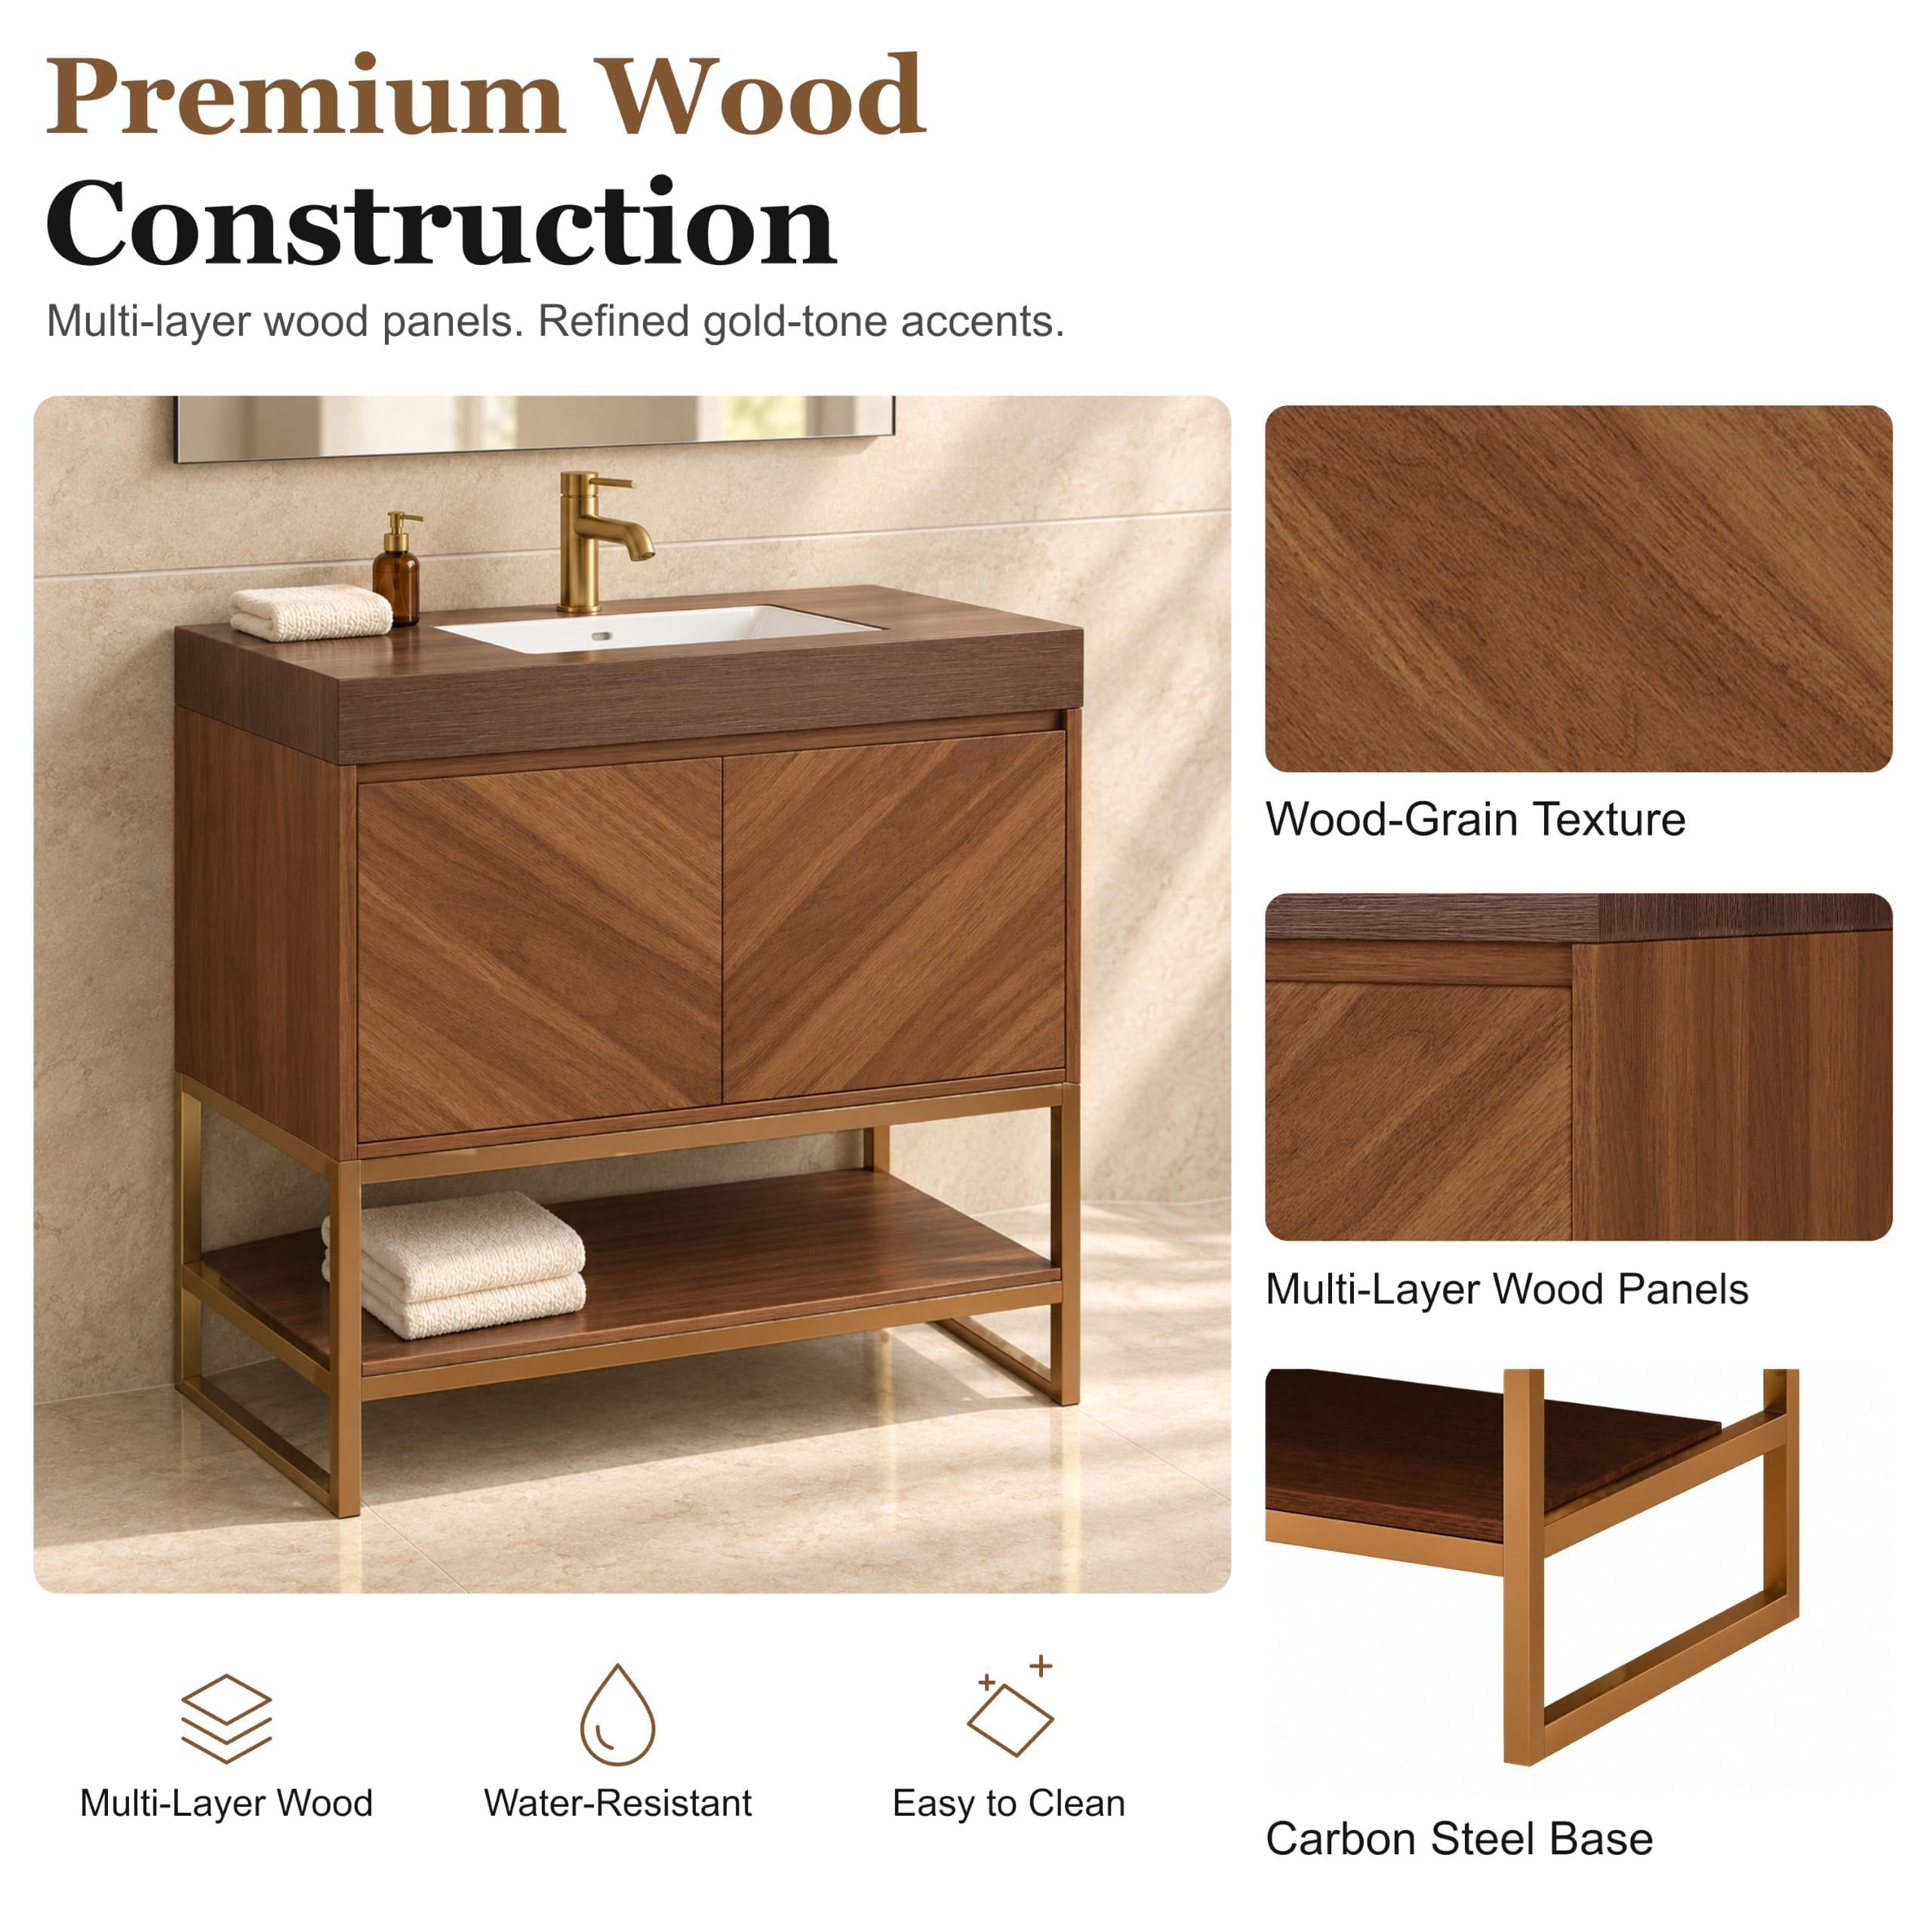 Premium Wood
Construction
Multi-layer wood panels. Refined gold-tone accents.
Wood-Grain Texture
Multi-Layer Wood Panels
Carbon Steel Base
Multi-Layer Wood
Water-Resistant
Easy to Clean